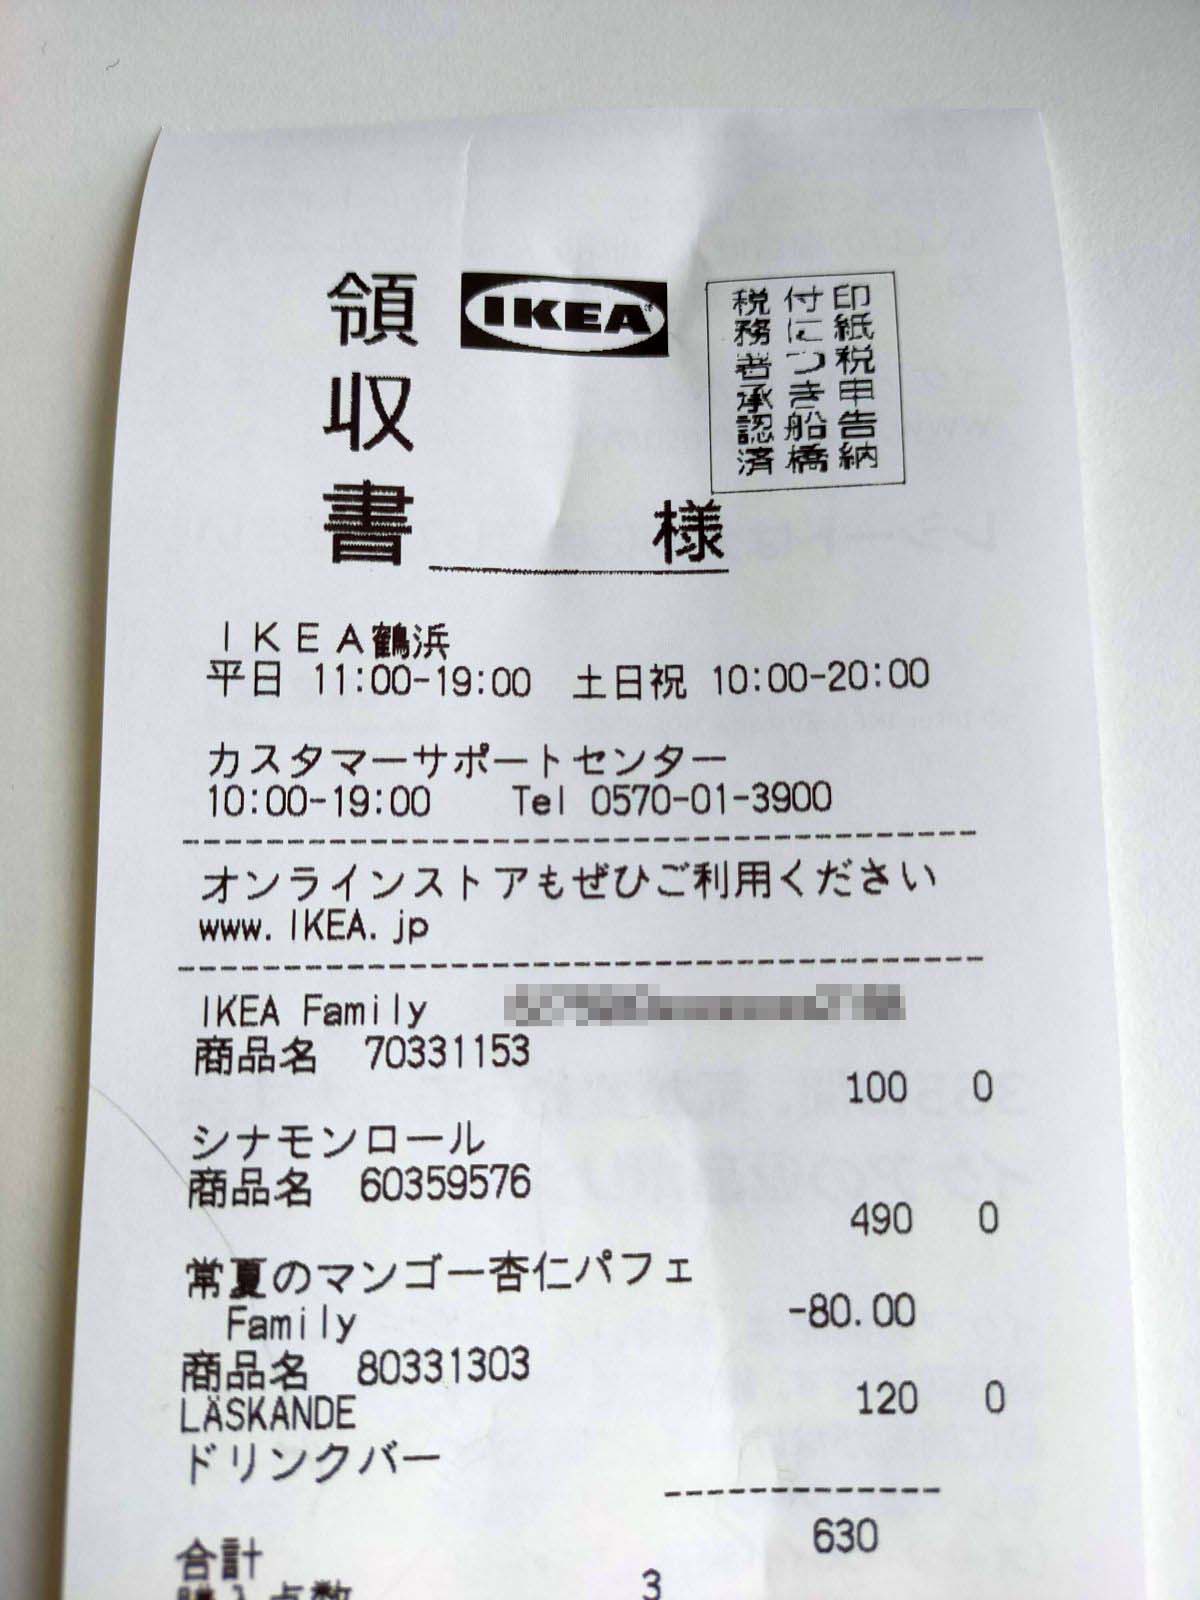 領収書
IKEA
印紙税申告納
付につき船橋
税務署承認済
様
ＩＫＥＡ鶴浜
平日 11:00-19:00 土日祝 10:00-20:00
カスタマーサポートセンター
10:00-19:00 Tel 0570-01-3900
オンラインストアもぜひご利用ください
www.IKEA.jp
IKEA Family
商品名 70331153
100 0
シナモンロール
商品名 60359576
490 0
常夏のマンゴー杏仁パフェ
Family -80.00
商品名 80331303
LÄSKANDE 120 0
ドリンクバー
合計 630
購入点数 3